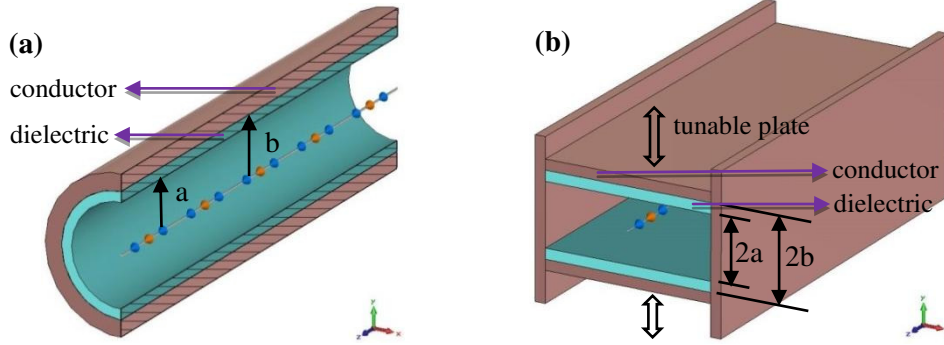 (a)
conductor
dielectric
a
b
y
x
z
(b)
tunable plate
conductor
dielectric
2a
2b
y
x
z